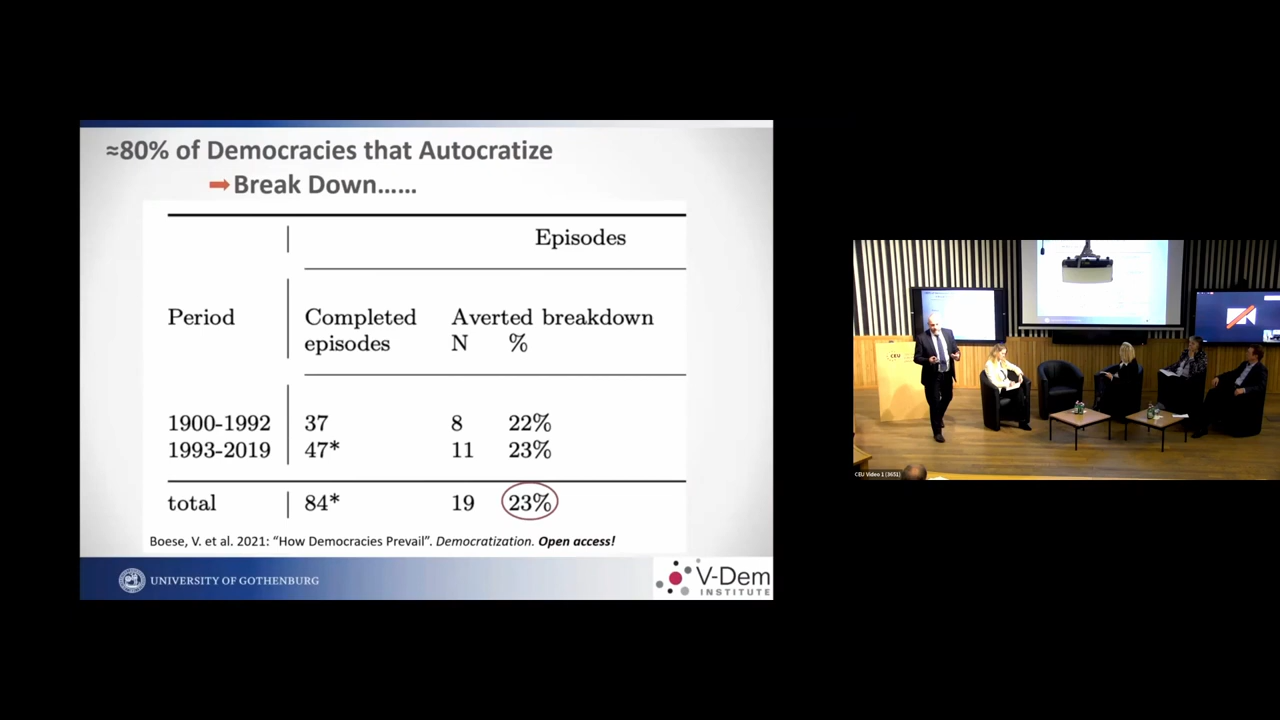 ≈80% of Democracies that Autocratize
➡Break Down......
Episodes
Period Completed episodes Averted breakdown
N %
1900-1992 37 8 22%
1993-2019 47* 11 23%
total 84* 19 23%
Boese, V. et al. 2021: “How Democracies Prevail”. Democratization. Open access!
UNIVERSITY OF GOTHENBURG
V-Dem
INSTITUTE
CEU
CEU Video 1 (3651)